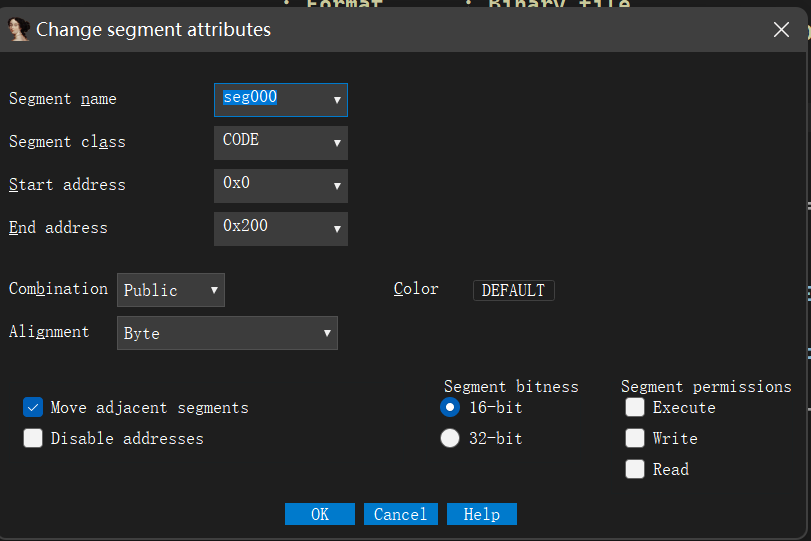 : Format : Binary file
Change segment attributes
Segment name seg000
Segment class CODE
Start address 0x0
End address 0x200
Combination Public Color DEFAULT
Alignment Byte
Segment bitness Segment permissions
Move adjacent segments 16-bit Execute
Disable addresses 32-bit Write
Read
OK Cancel Help